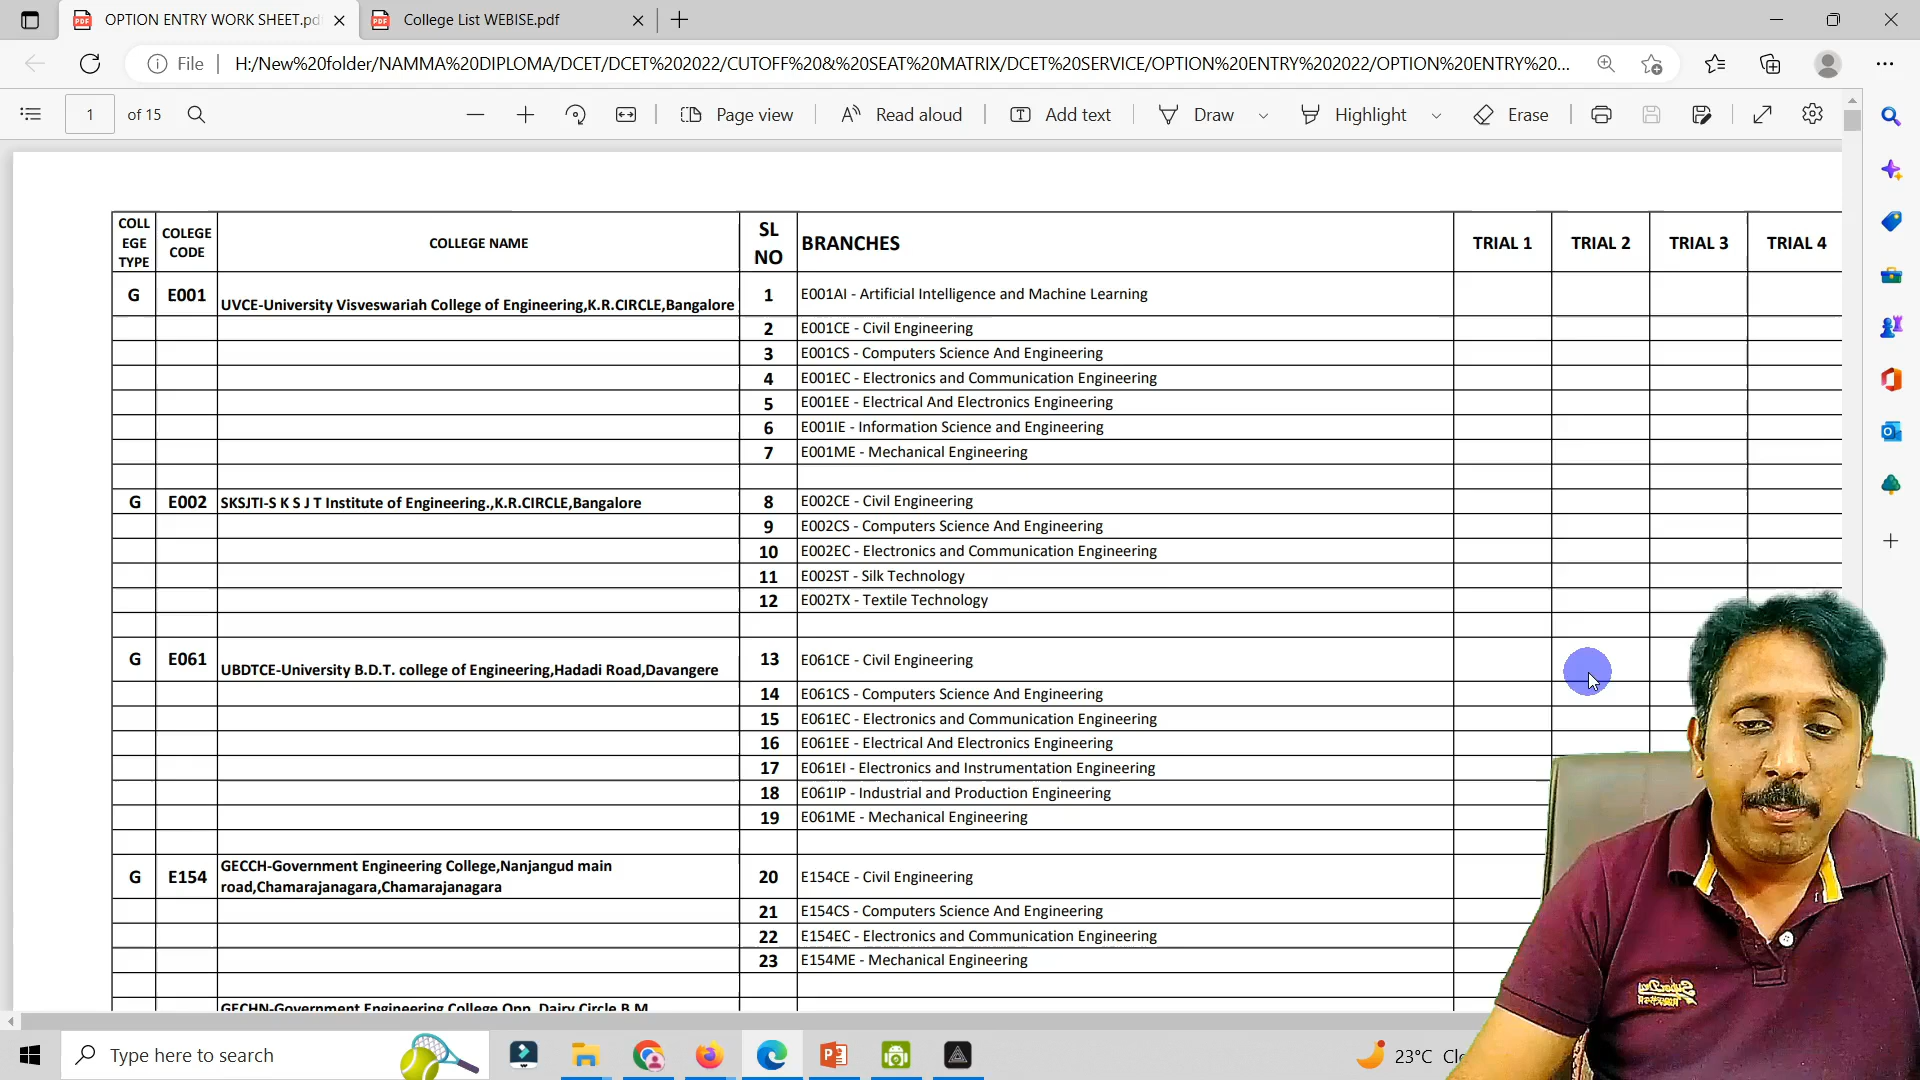 OPTION ENTRY WORK SHEET.pd
College List WEBISE.pdf
File
H:/New%20folder/NAMMA%20DIPLOMA/DCET/DCET%202022/CUTOFF%20&%20SEAT%20MATRIX/DCET%20SERVICE/OPTION%20ENTRY%202022/OPTION%20ENTRY%20...
1 of 15
Page view
Read aloud
Add text
Draw
Highlight
Erase
COLL EGE TYPE COLEGE CODE COLLEGE NAME SL NO BRANCHES TRIAL 1 TRIAL 2 TRIAL 3 TRIAL 4
G E001 UVCE-University Visveswariah College of Engineering,K.R.CIRCLE,Bangalore 1 E001AI - Artificial Intelligence and Machine Learning
2 E001CE - Civil Engineering
3 E001CS - Computers Science And Engineering
4 E001EC - Electronics and Communication Engineering
5 E001EE - Electrical And Electronics Engineering
6 E001IE - Information Science and Engineering
7 E001ME - Mechanical Engineering
G E002 SKSJTI-S K S J T Institute of Engineering.,K.R.CIRCLE,Bangalore 8 E002CE - Civil Engineering
9 E002CS - Computers Science And Engineering
10 E002EC - Electronics and Communication Engineering
11 E002ST - Silk Technology
12 E002TX - Textile Technology
G E061 UBDTCE-University B.D.T. college of Engineering,Hadadi Road,Davangere 13 E061CE - Civil Engineering
14 E061CS - Computers Science And Engineering
15 E061EC - Electronics and Communication Engineering
16 E061EE - Electrical And Electronics Engineering
17 E061EI - Electronics and Instrumentation Engineering
18 E061IP - Industrial and Production Engineering
19 E061ME - Mechanical Engineering
G E154 GECCH-Government Engineering College,Nanjangud main road,Chamarajanagara,Chamarajanagara 20 E154CE - Civil Engineering
21 E154CS - Computers Science And Engineering
22 E154EC - Electronics and Communication Engineering
23 E154ME - Mechanical Engineering
GECHN-Government Engineering College Opp. Dairy Circle B.M
Type here to search
23°C Cle